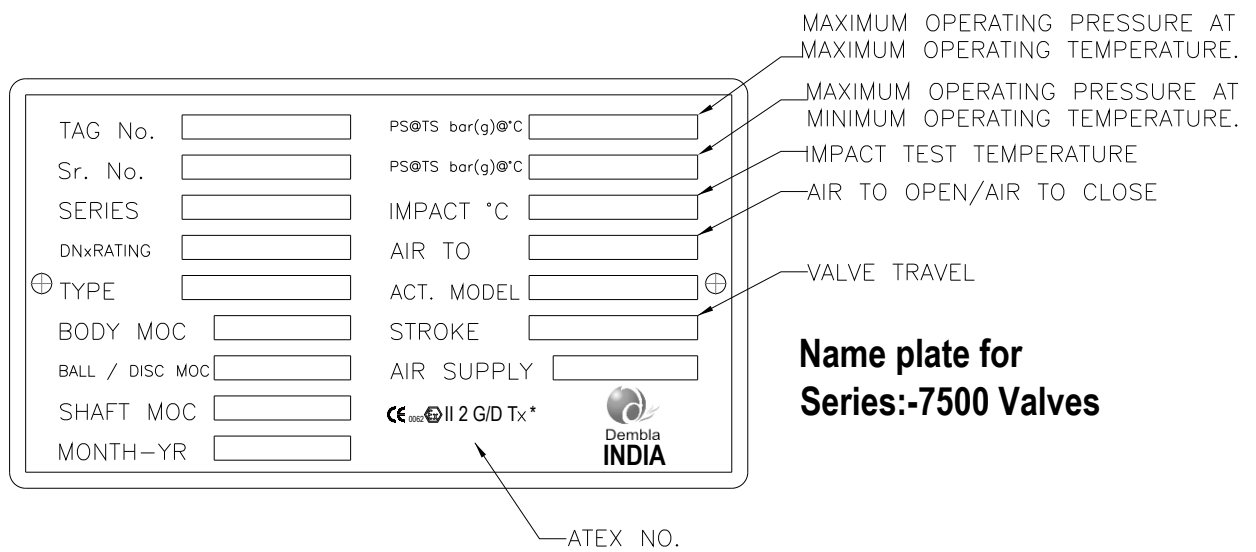 MAXIMUM OPERATING PRESSURE AT
MAXIMUM OPERATING TEMPERATURE.
MAXIMUM OPERATING PRESSURE AT
MINIMUM OPERATING TEMPERATURE.
IMPACT TEST TEMPERATURE
AIR TO OPEN/AIR TO CLOSE
VALVE TRAVEL
TAG No.
Sr. No.
SERIES
DNxRATING
TYPE
BODY MOC
BALL / DISC MOC
SHAFT MOC
MONTH-YR
PS@TS bar(g)@°C
PS@TS bar(g)@°C
IMPACT °C
AIR TO
ACT. MODEL
STROKE
AIR SUPPLY
CE 0062 Ex II 2 G/D Tx *
Dembla
INDIA
Name plate for
Series:-7500 Valves
ATEX NO.